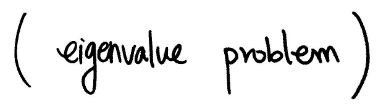 ( eigenvalue problem )